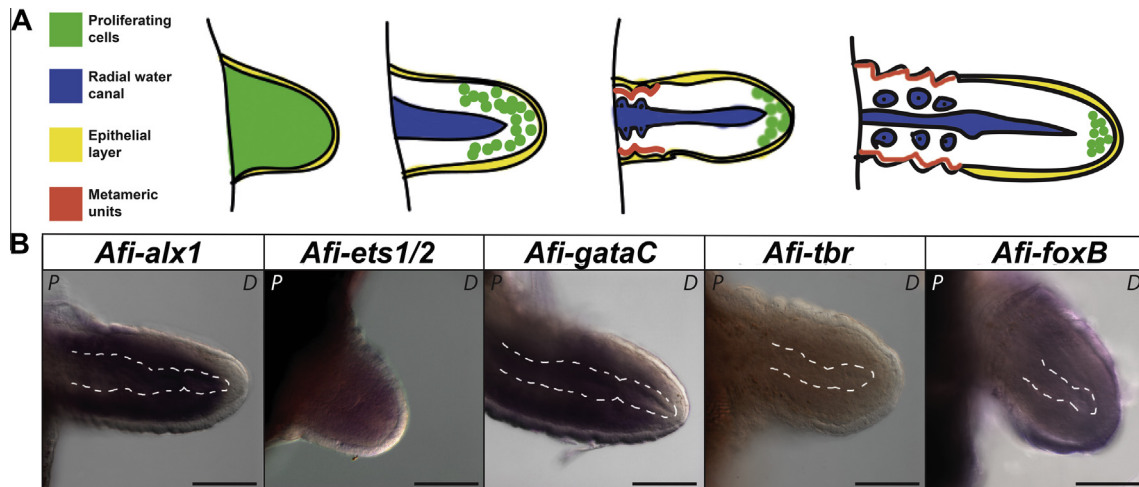 A
Proliferating
cells
Radial water
canal
Epithelial
layer
Metameric
units
B
Afi-alx1
Afi-ets1/2
Afi-gataC
Afi-tbr
Afi-foxB
P D
P D
P D
P D
P D